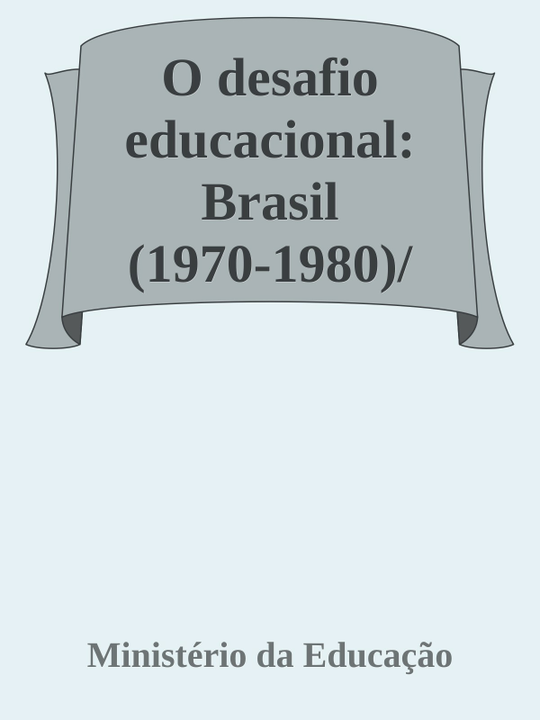 O desafio
educacional:
Brasil
(1970-1980)/
Ministério da Educação